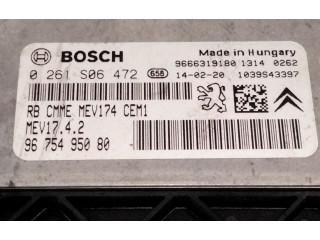 BOSCH
Made in Hungary
9666319180 1314 0262
0 261 S06 472 658 14-02-20 1039S43397
RB CMME MEV174 CEM1
MEV17.4.2
96 754 950 80